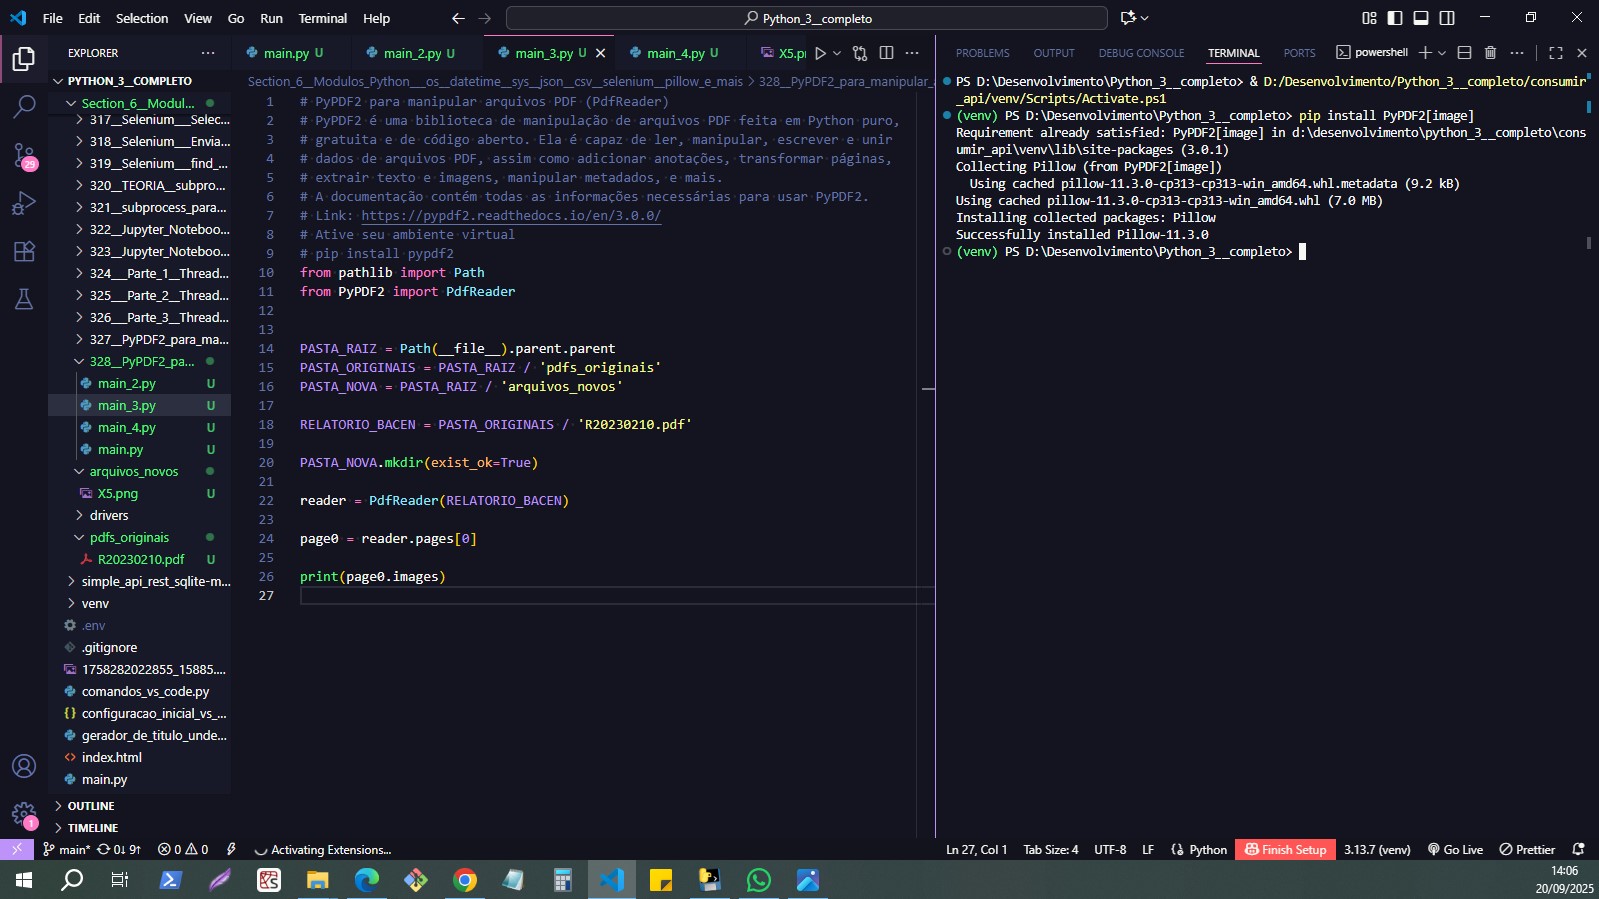 File Edit Selection View Go Run Terminal Help
Python_3__completo
EXPLORER
PYTHON_3__COMPLETO
Section_6__Modul...
317__Selenium___Selec...
318__Selenium__Envia...
319__Selenium__find_...
320__TEORIA__subpro...
321__subprocess_para...
322__Jupyter_Noteboo...
323__Jupyter_Noteboo...
324___Parte_1__Thread...
325___Parte_2__Thread...
326___Parte_3__Thread...
327__PyPDF2_para_ma...
328__PyPDF2_pa...
main_2.py U
main_3.py U
main_4.py U
main.py U
arquivos_novos
X5.png U
drivers
pdfs_originais
R20230210.pdf U
simple_api_rest_sqlite-m...
venv
.env
.gitignore
1758282022855_15885....
comandos_vs_code.py
configuracao_inicial_vs_...
gerador_de_titulo_unde...
index.html
main.py
OUTLINE
TIMELINE
29
1
main.py U main_2.py U main_3.py U main_4.py U X5.p
Section_6__Modulos_Python___os__datetime__sys__json__csv__selenium__pillow_e_mais > 328__PyPDF2_para_manipular_
1 # PyPDF2 para manipular arquivos PDF (PdfReader)
2 # PyPDF2 é uma biblioteca de manipulação de arquivos PDF feita em Python puro,
3 # gratuita e de código aberto. Ela é capaz de ler, manipular, escrever e unir
4 # dados de arquivos PDF, assim como adicionar anotações, transformar páginas,
5 # extrair texto e imagens, manipular metadados, e mais.
6 # A documentação contém todas as informações necessárias para usar PyPDF2.
7 # Link: https://pypdf2.readthedocs.io/en/3.0.0/
8 # Ative seu ambiente virtual
9 # pip install pypdf2
10 from pathlib import Path
11 from PyPDF2 import PdfReader
12
13
14 PASTA_RAIZ = Path(__file__).parent.parent
15 PASTA_ORIGINAIS = PASTA_RAIZ / 'pdfs_originais'
16 PASTA_NOVA = PASTA_RAIZ / 'arquivos_novos'
17
18 RELATORIO_BACEN = PASTA_ORIGINAIS / 'R20230210.pdf'
19
20 PASTA_NOVA.mkdir(exist_ok=True)
21
22 reader = PdfReader(RELATORIO_BACEN)
23
24 page0 = reader.pages[0]
25
26 print(page0.images)
27
PROBLEMS OUTPUT DEBUG CONSOLE TERMINAL PORTS powershell
PS D:\Desenvolvimento\Python_3__completo> & D:/Desenvolvimento/Python_3__completo/consumir
_api/venv/Scripts/Activate.ps1
(venv) PS D:\Desenvolvimento\Python_3__completo> pip install PyPDF2[image]
Requirement already satisfied: PyPDF2[image] in d:\desenvolvimento\python_3__completo\cons
umir_api\venv\lib\site-packages (3.0.1)
Collecting Pillow (from PyPDF2[image])
Using cached pillow-11.3.0-cp313-cp313-win_amd64.whl.metadata (9.2 kB)
Using cached pillow-11.3.0-cp313-cp313-win_amd64.whl (7.0 MB)
Installing collected packages: Pillow
Successfully installed Pillow-11.3.0
(venv) PS D:\Desenvolvimento\Python_3__completo>
main* 0↓ 9↑ 0 0 Activating Extensions... Ln 27, Col 1 Tab Size: 4 UTF-8 LF Python Finish Setup 3.13.7 (venv) Go Live Prettier
14:06
20/09/2025